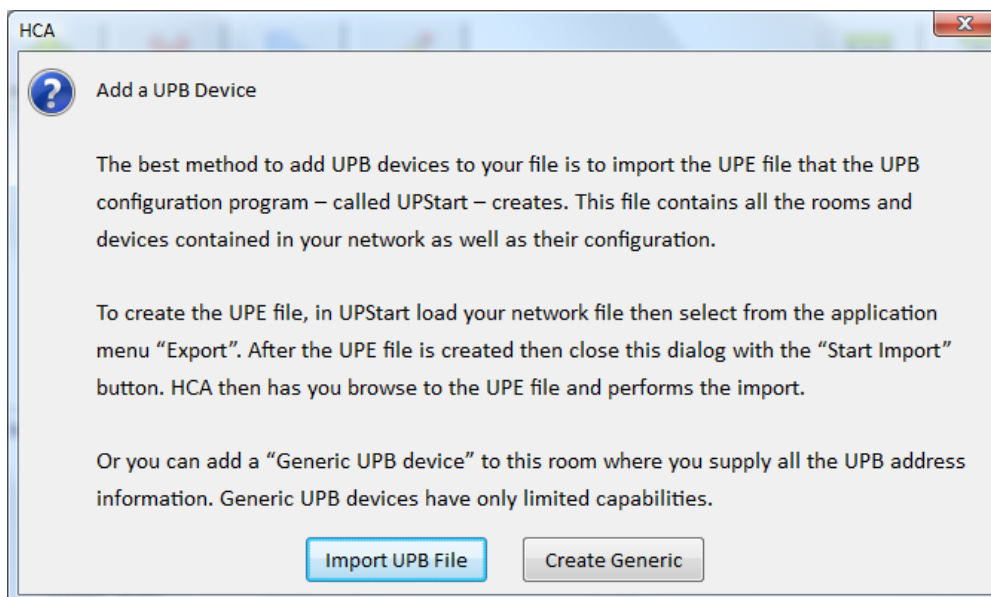 HCA
Add a UPB Device
The best method to add UPB devices to your file is to import the UPE file that the UPB
configuration program – called UPStart – creates. This file contains all the rooms and
devices contained in your network as well as their configuration.
To create the UPE file, in UPStart load your network file then select from the application
menu “Export”. After the UPE file is created then close this dialog with the “Start Import”
button. HCA then has you browse to the UPE file and performs the import.
Or you can add a “Generic UPB device” to this room where you supply all the UPB address
information. Generic UPB devices have only limited capabilities.
Import UPB File
Create Generic